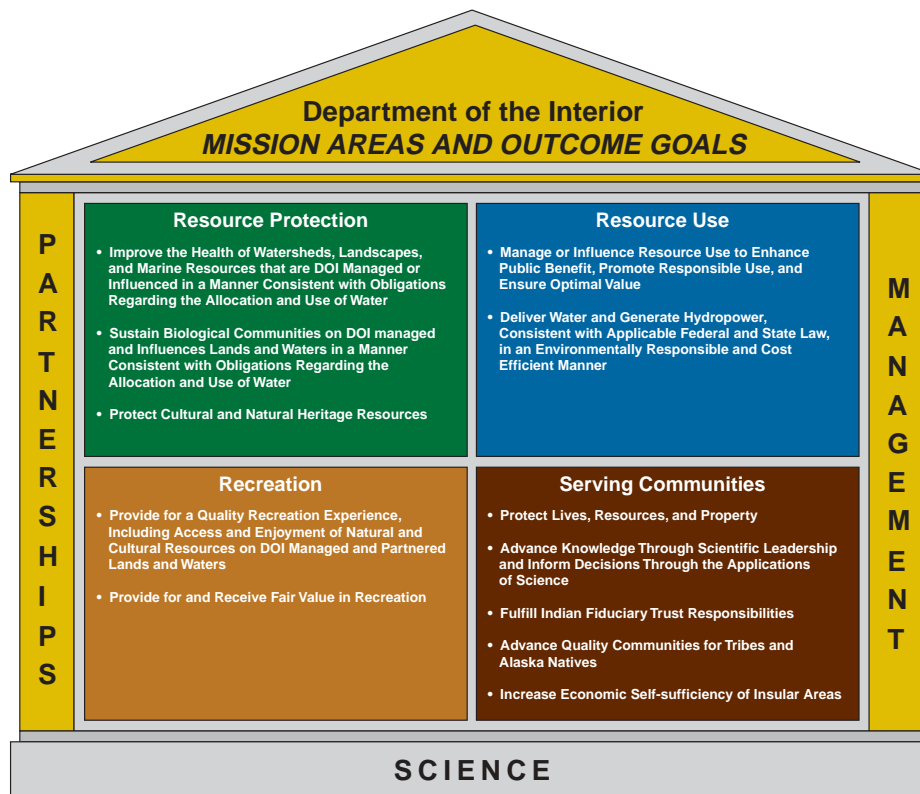 Department of the Interior
MISSION AREAS AND OUTCOME GOALS
PARTNERSHIPS
Resource Protection
• Improve the Health of Watersheds, Landscapes,
and Marine Resources that are DOI Managed or
Influenced in a Manner Consistent with Obligations
Regarding the Allocation and Use of Water
• Sustain Biological Communities on DOI managed
and Influences Lands and Waters in a Manner
Consistent with Obligations Regarding the
Allocation and Use of Water
• Protect Cultural and Natural Heritage Resources
Resource Use
• Manage or Influence Resource Use to Enhance
Public Benefit, Promote Responsible Use, and
Ensure Optimal Value
• Deliver Water and Generate Hydropower,
Consistent with Applicable Federal and State Law,
in an Environmentally Responsible and Cost
Efficient Manner
Recreation
• Provide for a Quality Recreation Experience,
Including Access and Enjoyment of Natural and
Cultural Resources on DOI Managed and Partnered
Lands and Waters
• Provide for and Receive Fair Value in Recreation
Serving Communities
• Protect Lives, Resources, and Property
• Advance Knowledge Through Scientific Leadership
and Inform Decisions Through the Applications
of Science
• Fulfill Indian Fiduciary Trust Responsibilities
• Advance Quality Communities for Tribes and
Alaska Natives
• Increase Economic Self-sufficiency of Insular Areas
MANAGEMENT
SCIENCE